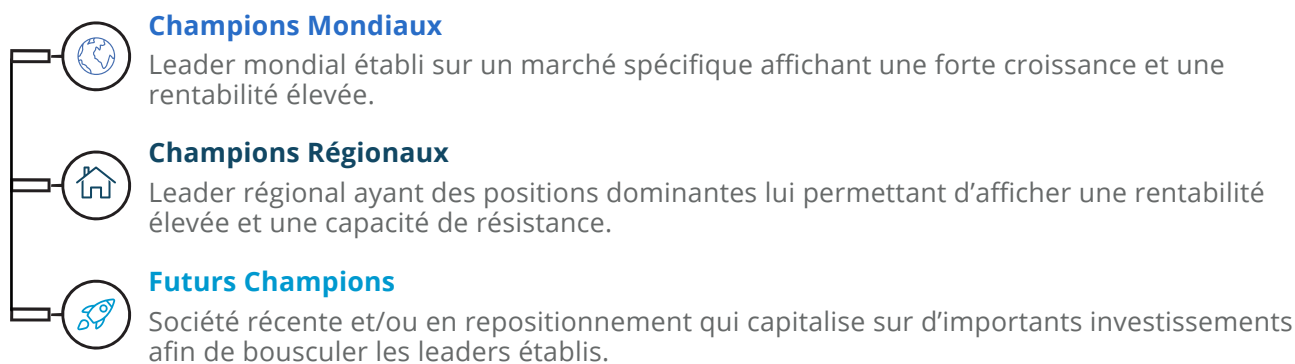 Champions Mondiaux
Leader mondial établi sur un marché spécifique affichant une forte croissance et une
rentabilité élevée.
Champions Régionaux
Leader régional ayant des positions dominantes lui permettant d’afficher une rentabilité
élevée et une capacité de résistance.
Futurs Champions
Société récente et/ou en repositionnement qui capitalise sur d’importants investissements
afin de bousculer les leaders établis.